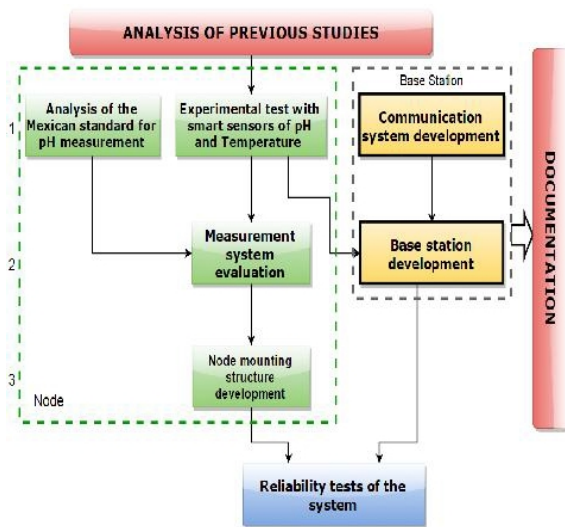 ANALYSIS OF PREVIOUS STUDIES
Base Station
1
Analysis of the
Mexican standard for
pH measurement
Experimental test with
smart sensors of pH
and Temperature
Communication
system development
2
Measurement
system
evaluation
Base station
development
3
Node mounting
structure
development
Node
Reliability tests of the
system
DOCUMENTATION